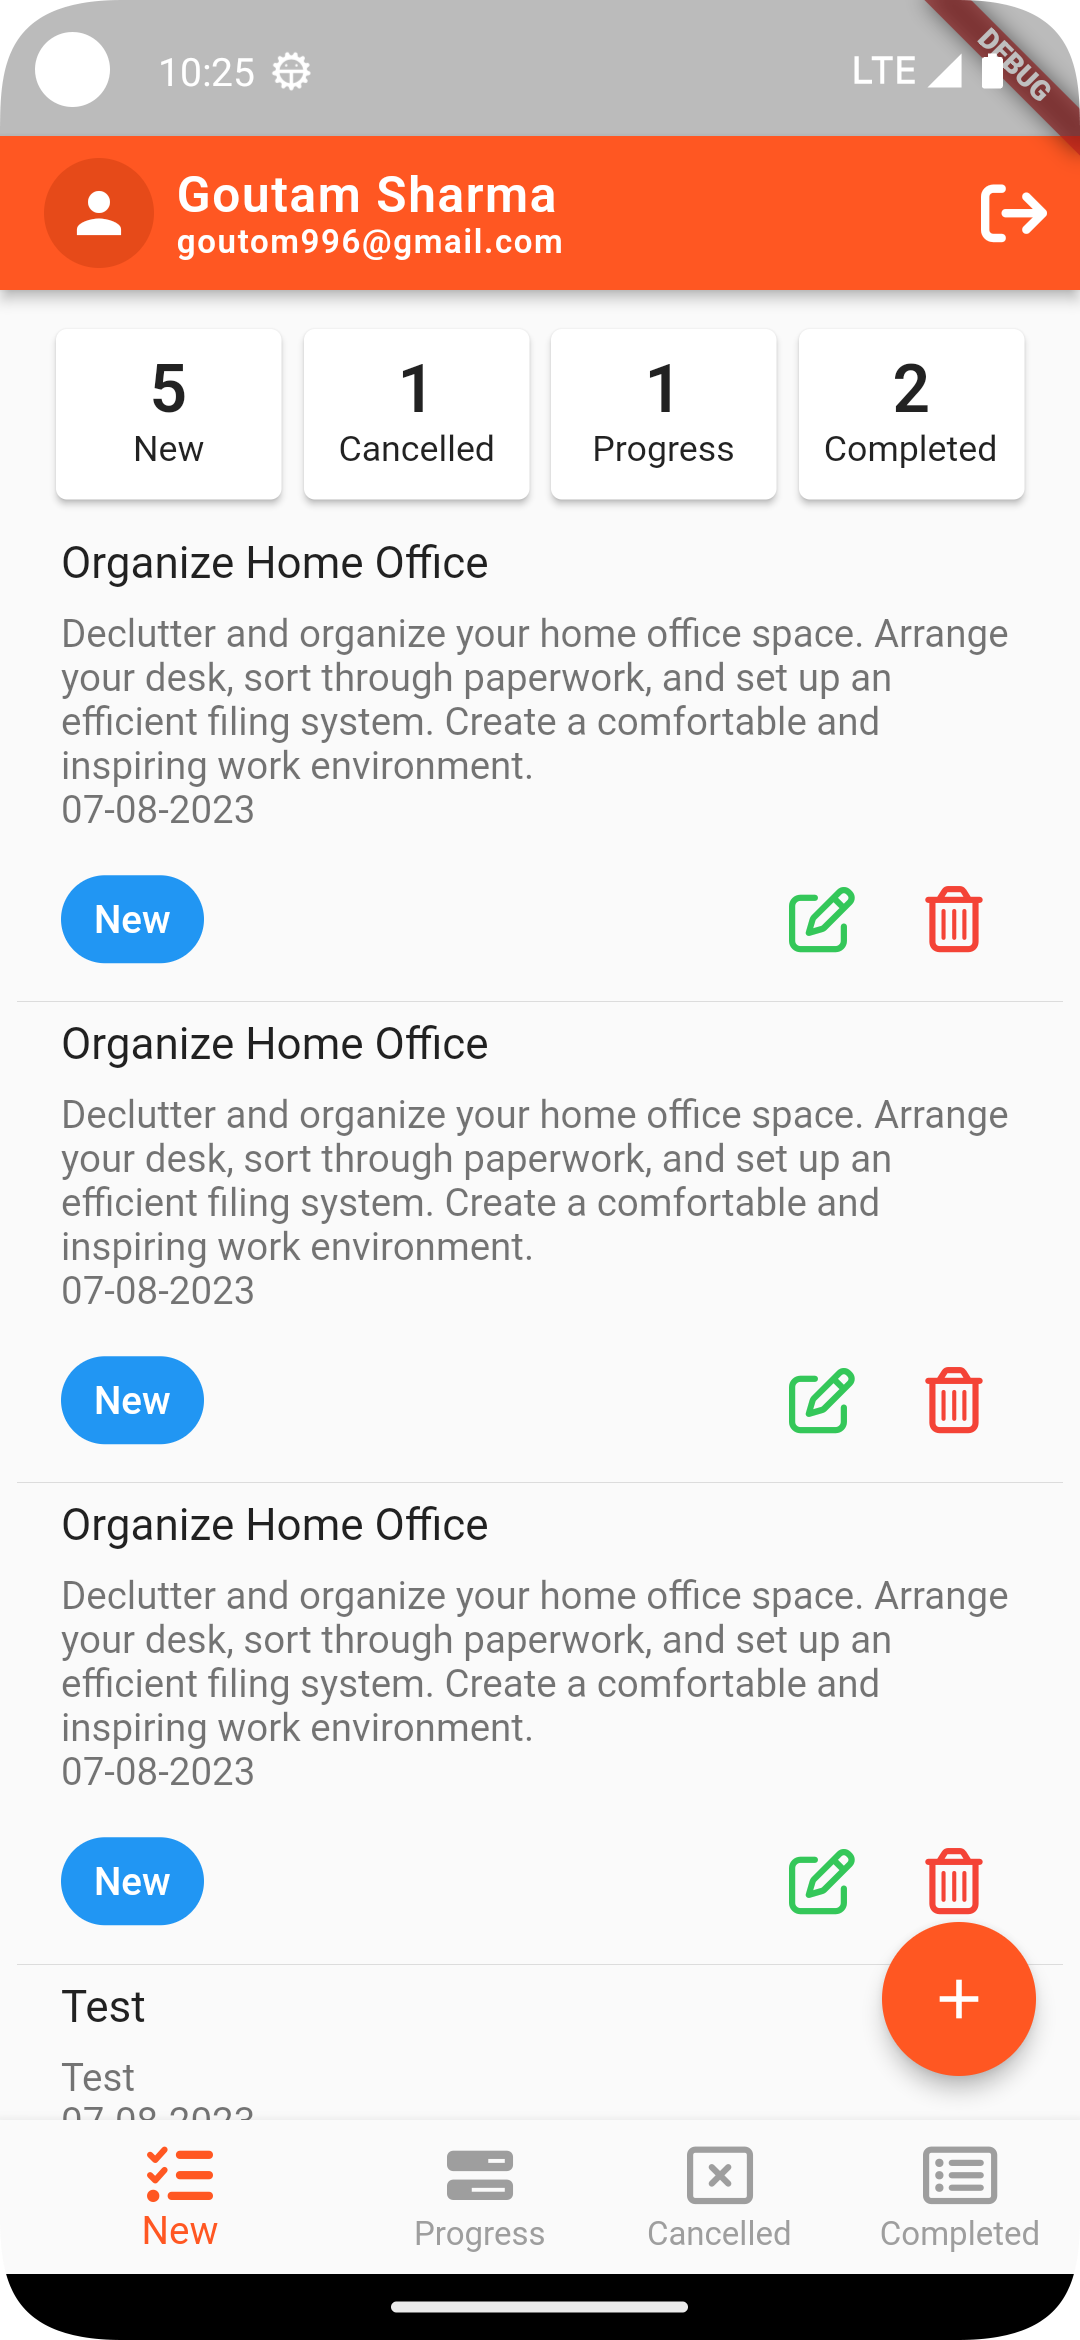 10:25
LTE
DEBUG
Goutam Sharma
goutom996@gmail.com
5
New
1
Cancelled
1
Progress
2
Completed
Organize Home Office
Declutter and organize your home office space. Arrange
your desk, sort through paperwork, and set up an
efficient filing system. Create a comfortable and
inspiring work environment.
07-08-2023
New
Organize Home Office
Declutter and organize your home office space. Arrange
your desk, sort through paperwork, and set up an
efficient filing system. Create a comfortable and
inspiring work environment.
07-08-2023
New
Organize Home Office
Declutter and organize your home office space. Arrange
your desk, sort through paperwork, and set up an
efficient filing system. Create a comfortable and
inspiring work environment.
07-08-2023
New
Test
Test
07-08-2023
New
Progress
Cancelled
Completed